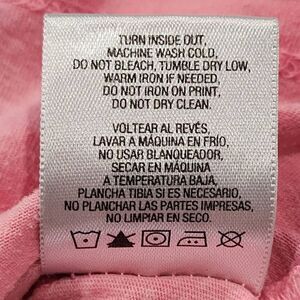 TURN INSIDE OUT,
MACHINE WASH COLD,
DO NOT BLEACH, TUMBLE DRY LOW,
WARM IRON IF NEEDED,
DO NOT IRON ON PRINT,
DO NOT DRY CLEAN.
VOLTEAR AL REVÉS,
LAVAR A MÁQUINA EN FRÍO,
NO USAR BLANQUEADOR,
SECAR EN MÁQUINA
A TEMPERATURA BAJA,
PLANCHA TIBIA SI ES NECESARIO,
NO PLANCHAR LAS PARTES IMPRESAS,
NO LIMPIAR EN SECO.